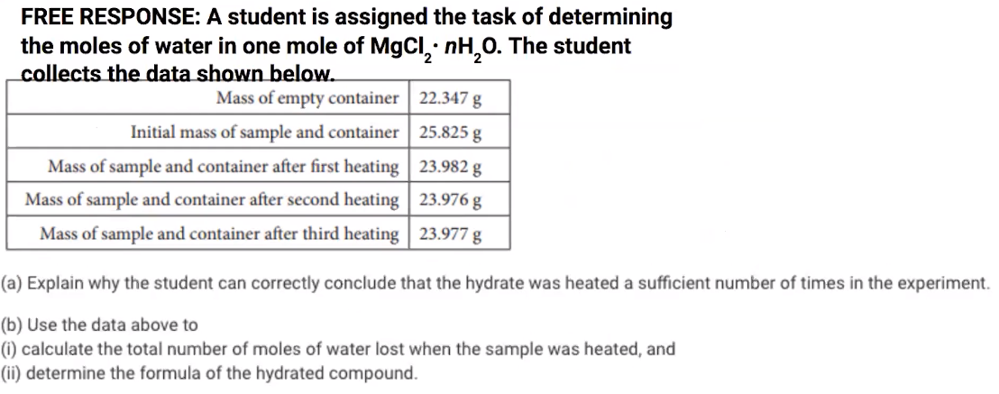 FREE RESPONSE: A student is assigned the task of determining
the moles of water in one mole of MgCl₂· nH₂O. The student
collects the data shown below.
Mass of empty container 22.347 g
Initial mass of sample and container 25.825 g
Mass of sample and container after first heating 23.982 g
Mass of sample and container after second heating 23.976 g
Mass of sample and container after third heating 23.977 g
(a) Explain why the student can correctly conclude that the hydrate was heated a sufficient number of times in the experiment.
(b) Use the data above to
(i) calculate the total number of moles of water lost when the sample was heated, and
(ii) determine the formula of the hydrated compound.